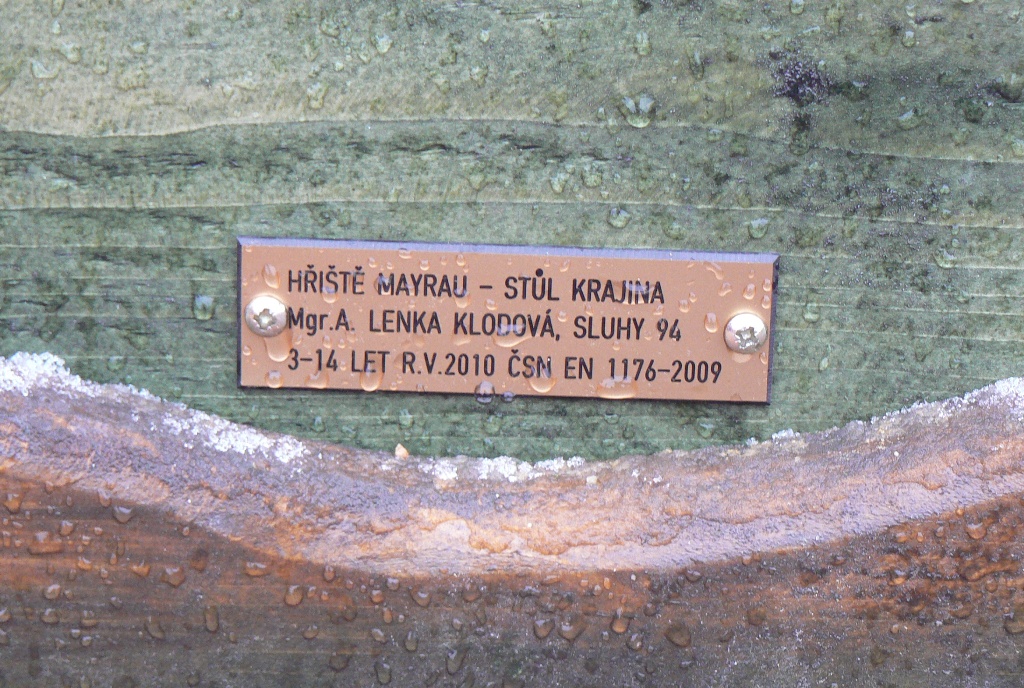 HŘIŠTĚ MAYRAU – STŮL KRAJINA
Mgr.A. LENKA KLODOVÁ, SLUHY 94
3–14 LET R.V.2010 ČSN EN 1176–2009